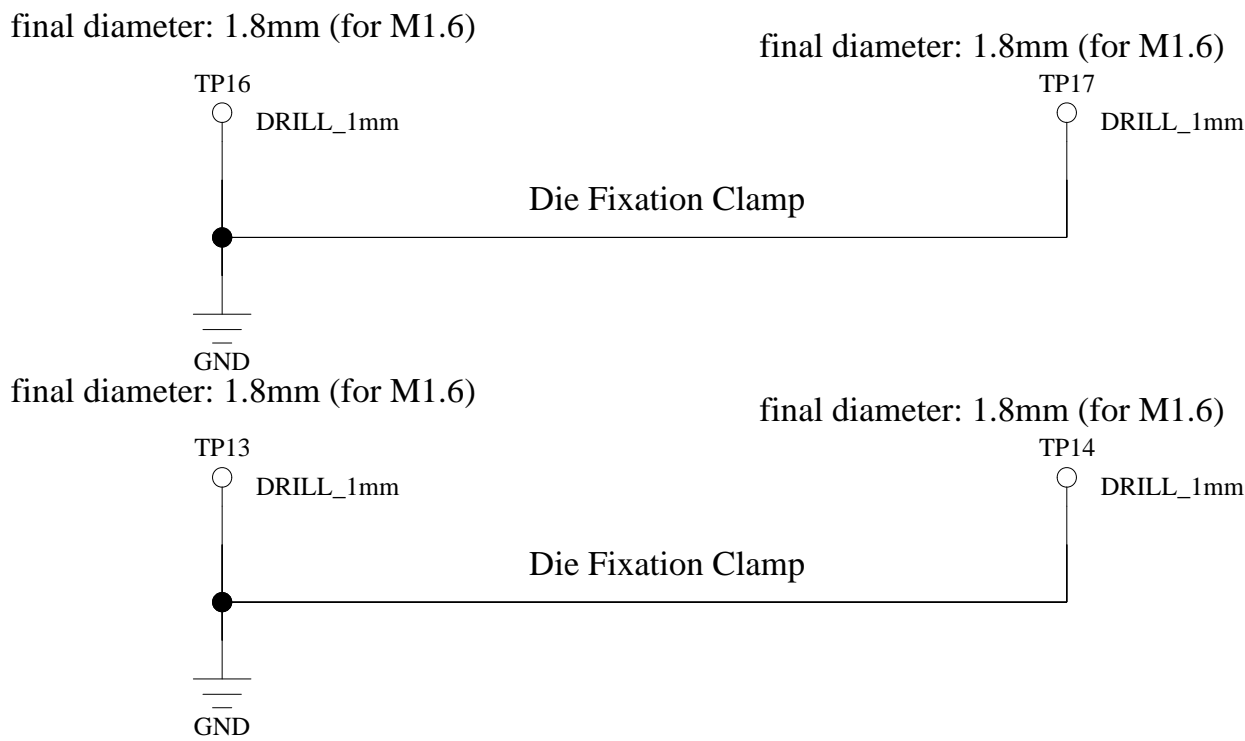 final diameter: 1.8mm (for M1.6)
final diameter: 1.8mm (for M1.6)
TP16
TP17
DRILL_1mm
DRILL_1mm
Die Fixation Clamp
GND
final diameter: 1.8mm (for M1.6)
final diameter: 1.8mm (for M1.6)
TP13
TP14
DRILL_1mm
DRILL_1mm
Die Fixation Clamp
GND